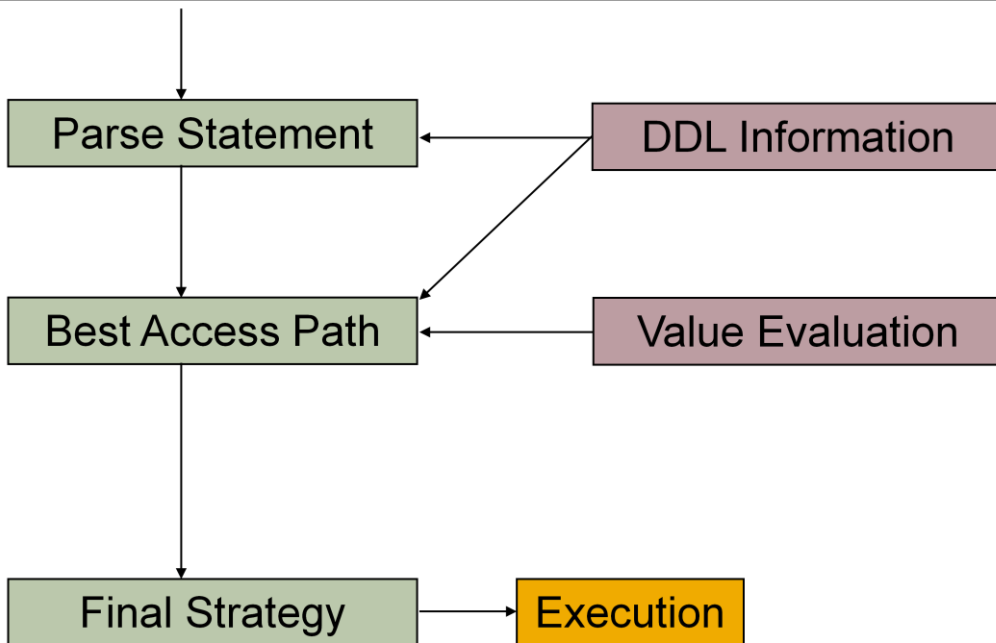 Parse Statement
DDL Information
Best Access Path
Value Evaluation
Final Strategy
Execution